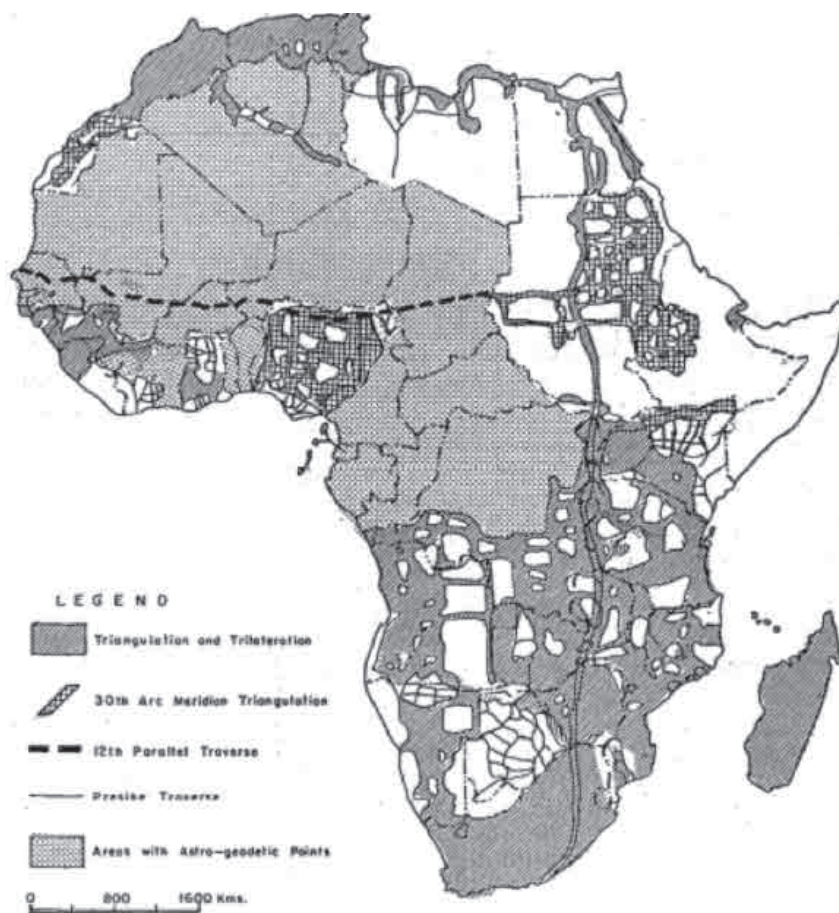 LEGEND
Triangulation and Trilateration
30th Arc Meridian Triangulation
12th Parallel Traverse
Presise Traverse
Areas with Astro-geodetic Points
0 800 1600 Kms.